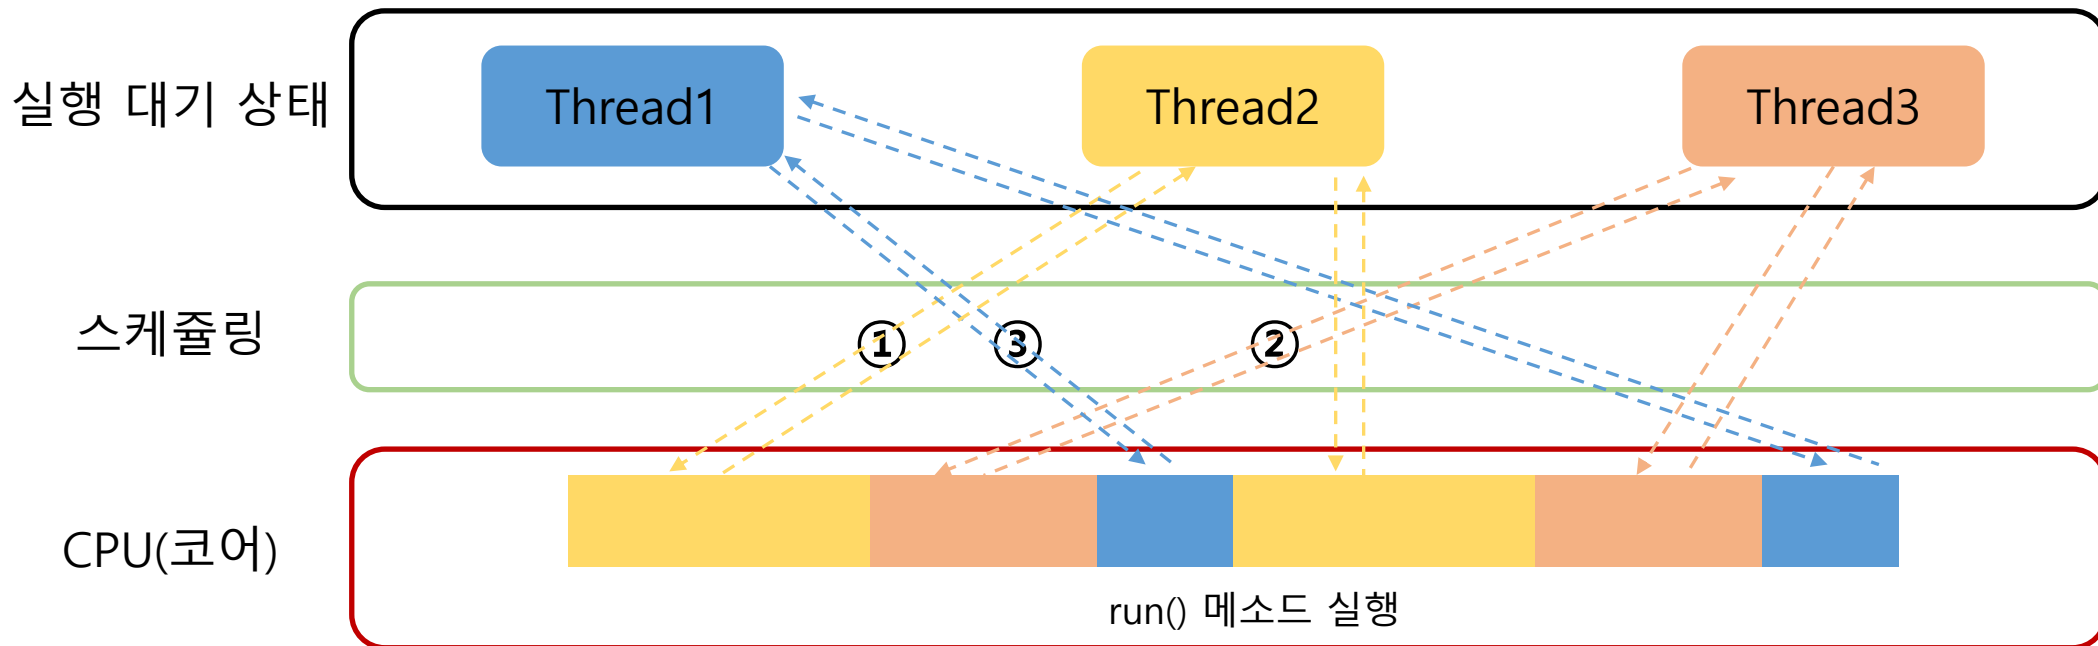 실행 대기 상태
Thread1
Thread2
Thread3
스케쥴링
①
③
②
CPU(코어)
run() 메소드 실행